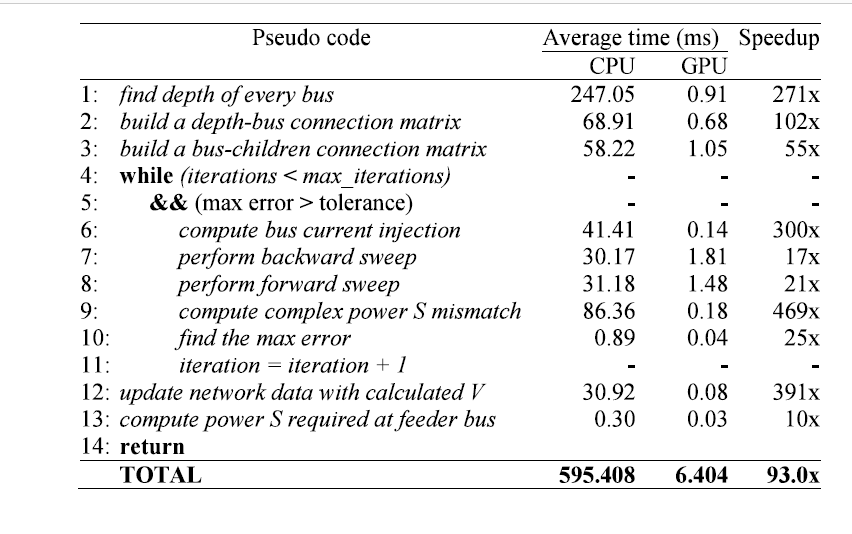 Pseudo code Average time (ms) Speedup
CPU GPU
1: find depth of every bus 247.05 0.91 271x
2: build a depth-bus connection matrix 68.91 0.68 102x
3: build a bus-children connection matrix 58.22 1.05 55x
4: while (iterations < max_iterations) - - -
5: && (max error > tolerance) - - -
6: compute bus current injection 41.41 0.14 300x
7: perform backward sweep 30.17 1.81 17x
8: perform forward sweep 31.18 1.48 21x
9: compute complex power S mismatch 86.36 0.18 469x
10: find the max error 0.89 0.04 25x
11: iteration = iteration + 1 - - -
12: update network data with calculated V 30.92 0.08 391x
13: compute power S required at feeder bus 0.30 0.03 10x
14: return
TOTAL 595.408 6.404 93.0x